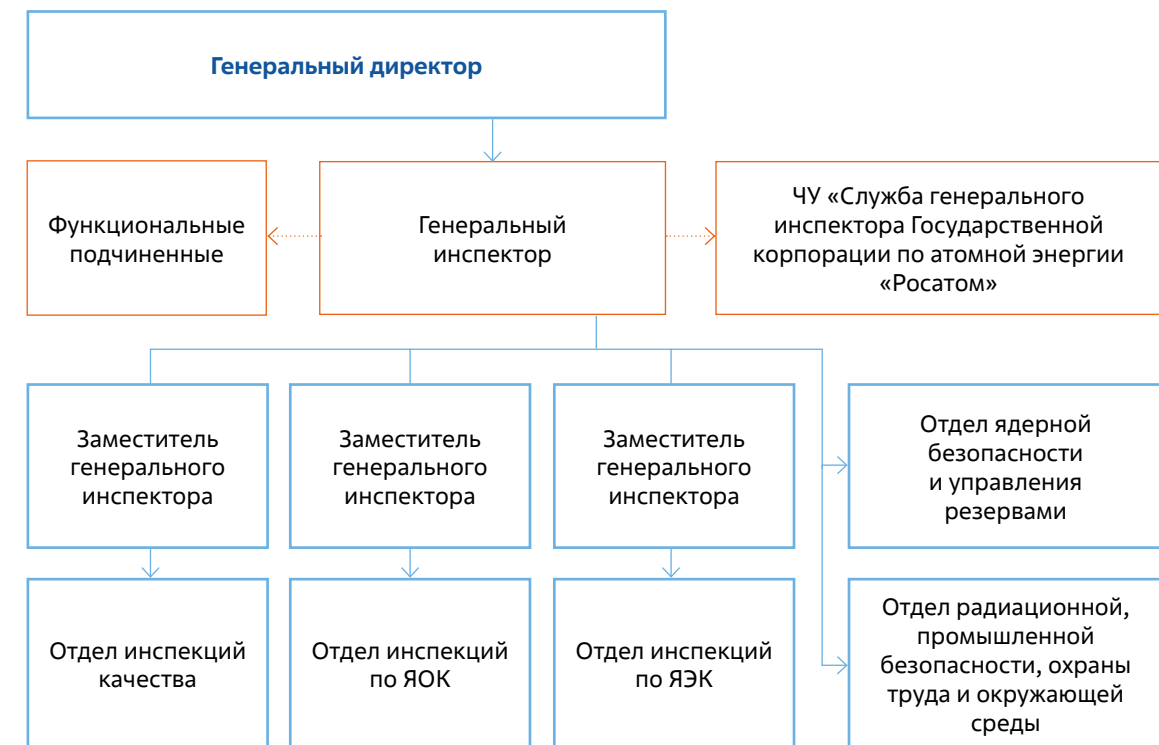 Генеральный директор
Функциональные
подчиненные
Генеральный
инспектор
ЧУ «Служба генерального
инспектора Государственной
корпорации по атомной энергии
«Росатом»
Заместитель
генерального
инспектора
Заместитель
генерального
инспектора
Заместитель
генерального
инспектора
Отдел ядерной
безопасности
и управления
резервами
Отдел инспекций
качества
Отдел инспекций
по ЯОК
Отдел инспекций
по ЯЭК
Отдел радиационной,
промышленной
безопасности, охраны
труда и окружающей
среды